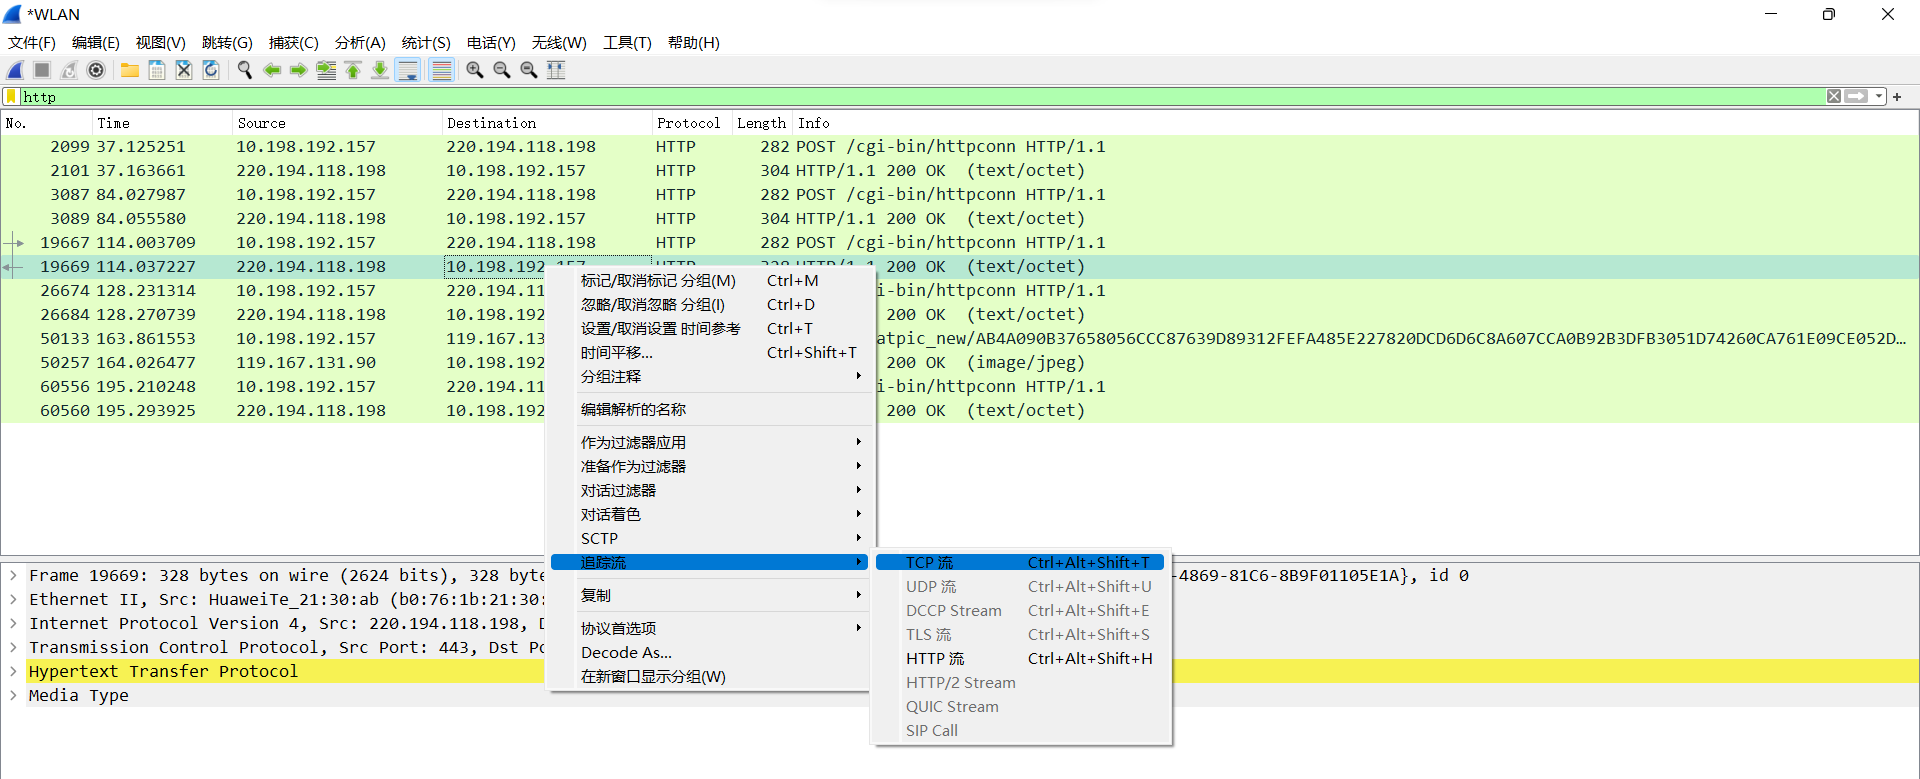 *WLAN
文件(F) 编辑(E) 视图(V) 跳转(G) 捕获(C) 分析(A) 统计(S) 电话(Y) 无线(W) 工具(T) 帮助(H)
http
No. Time Source Destination Protocol Length Info
2099 37.125251 10.198.192.157 220.194.118.198 HTTP 282 POST /cgi-bin/httpconn HTTP/1.1
2101 37.163661 220.194.118.198 10.198.192.157 HTTP 304 HTTP/1.1 200 OK (text/octet)
3087 84.027987 10.198.192.157 220.194.118.198 HTTP 282 POST /cgi-bin/httpconn HTTP/1.1
3089 84.055580 220.194.118.198 10.198.192.157 HTTP 304 HTTP/1.1 200 OK (text/octet)
19667 114.003709 10.198.192.157 220.194.118.198 HTTP 282 POST /cgi-bin/httpconn HTTP/1.1
19669 114.037227 220.194.118.198 10.198.192.157 HTTP 328 HTTP/1.1 200 OK (text/octet)
26674 128.231314 10.198.192.157 220.194.11 i-bin/httpconn HTTP/1.1
26684 128.270739 220.194.118.198 10.198.192 200 OK (text/octet)
50133 163.861553 10.198.192.157 119.167.13 atpic_new/AB4A090B37658056CCC87639D89312FEFA485E227820DCD6D6C8A607CCA0B92B3DFB3051D74260CA761E09CE052D…
50257 164.026477 119.167.131.90 10.198.192 200 OK (image/jpeg)
60556 195.210248 10.198.192.157 220.194.11 i-bin/httpconn HTTP/1.1
60560 195.293925 220.194.118.198 10.198.192 200 OK (text/octet)
标记/取消标记 分组(M) Ctrl+M
忽略/取消忽略 分组(I) Ctrl+D
设置/取消设置 时间参考 Ctrl+T
时间平移... Ctrl+Shift+T
分组注释
编辑解析的名称
作为过滤器应用
准备作为过滤器
对话过滤器
对话着色
SCTP
追踪流
复制
协议首选项
Decode As...
在新窗口显示分组(W)
TCP 流 Ctrl+Alt+Shift+T
UDP 流 Ctrl+Alt+Shift+U
DCCP Stream Ctrl+Alt+Shift+E
TLS 流 Ctrl+Alt+Shift+S
HTTP 流 Ctrl+Alt+Shift+H
HTTP/2 Stream
QUIC Stream
SIP Call
Frame 19669: 328 bytes on wire (2624 bits), 328 byte -4869-81C6-8B9F01105E1A}, id 0
Ethernet II, Src: HuaweiTe_21:30:ab (b0:76:1b:21:30:
Internet Protocol Version 4, Src: 220.194.118.198, D
Transmission Control Protocol, Src Port: 443, Dst Po
Hypertext Transfer Protocol
Media Type